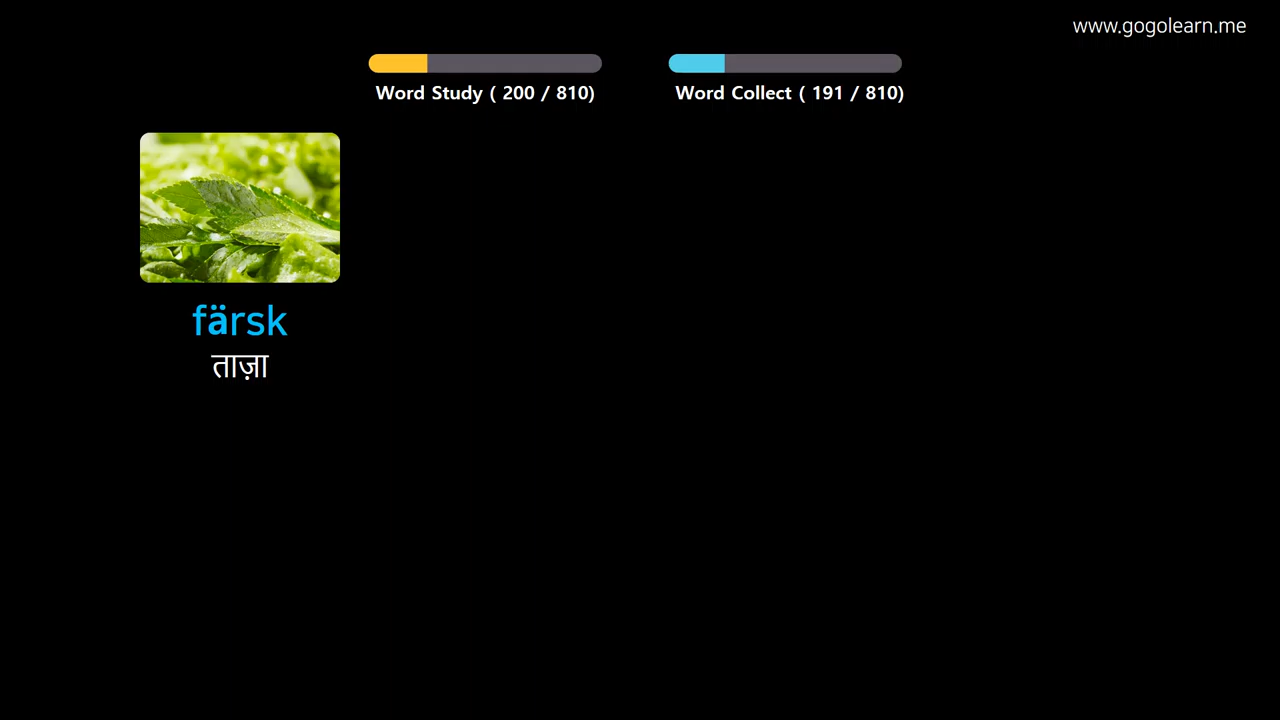 www.gogolearn.me
Word Study ( 200 / 810)
Word Collect ( 191 / 810)
färsk
ताज़ा